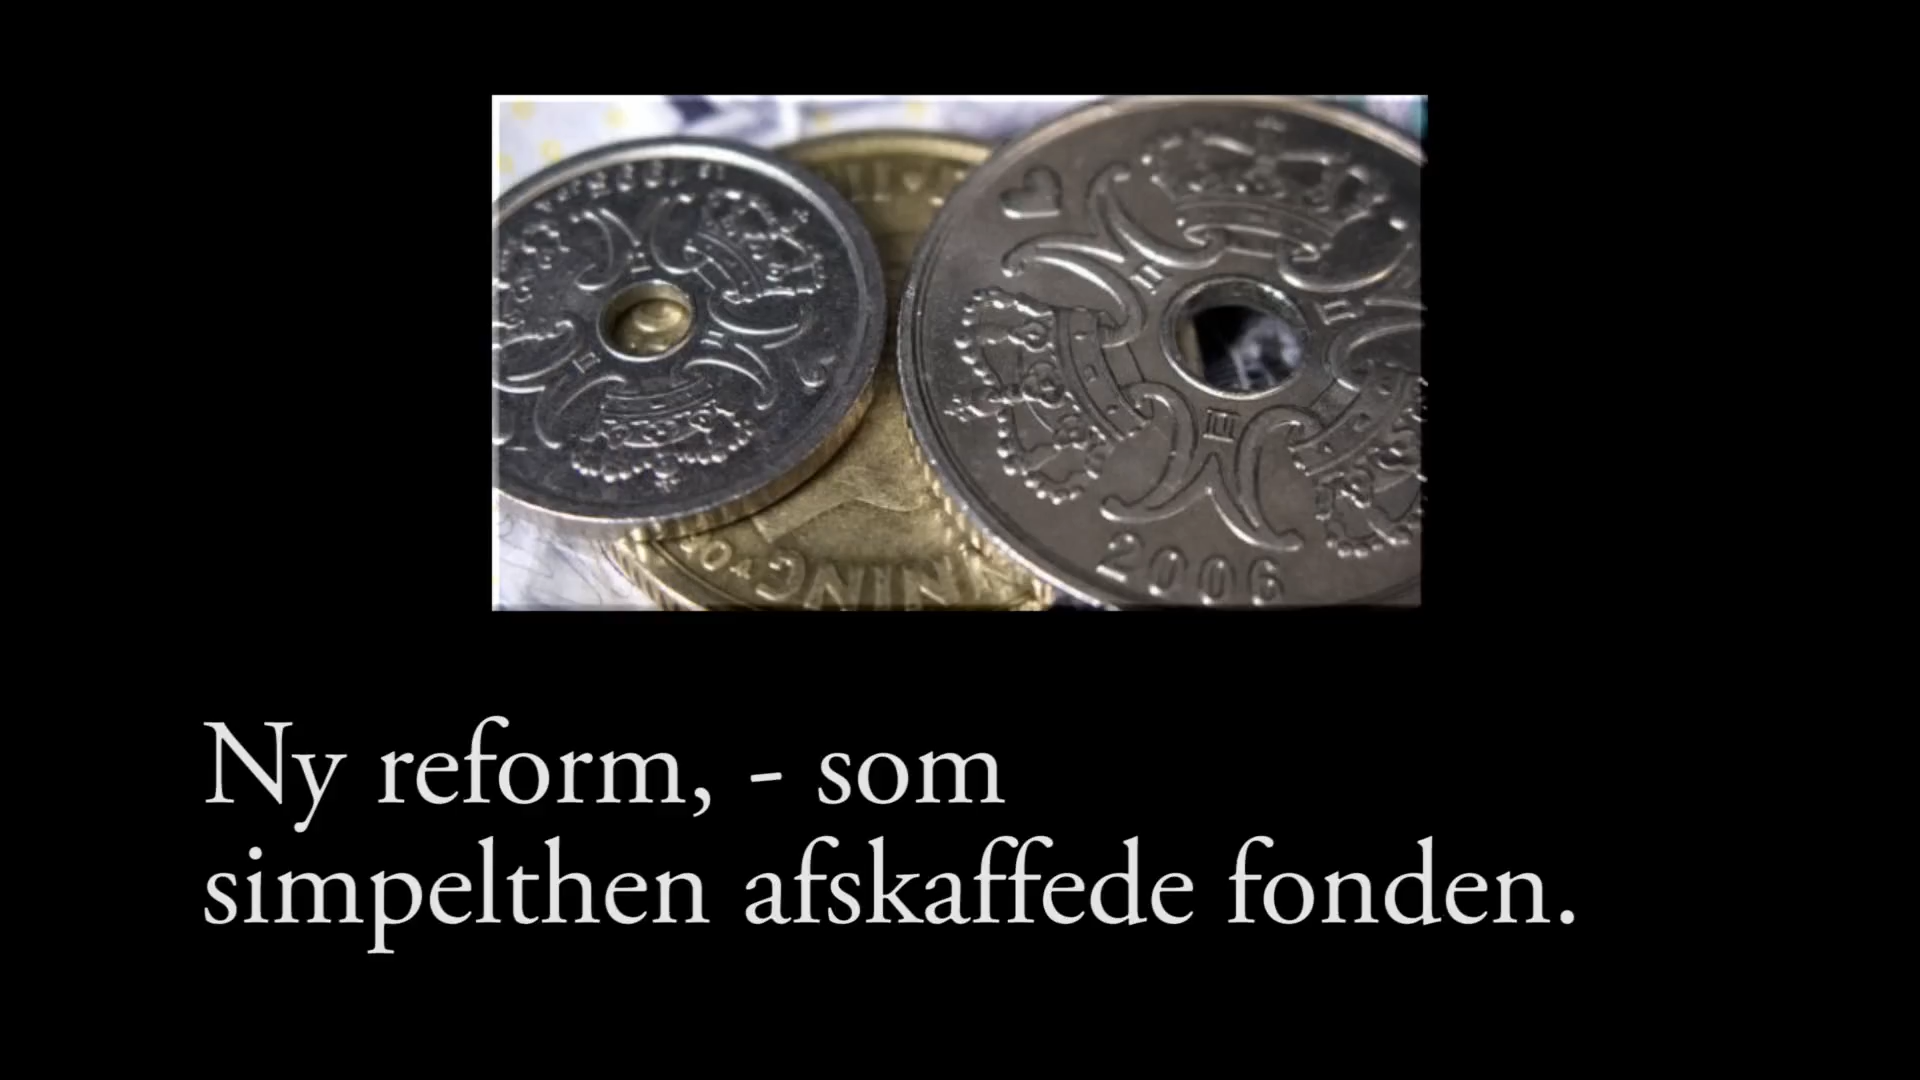 2006
Ny reform, - som
simpelthen afskaffede fonden.